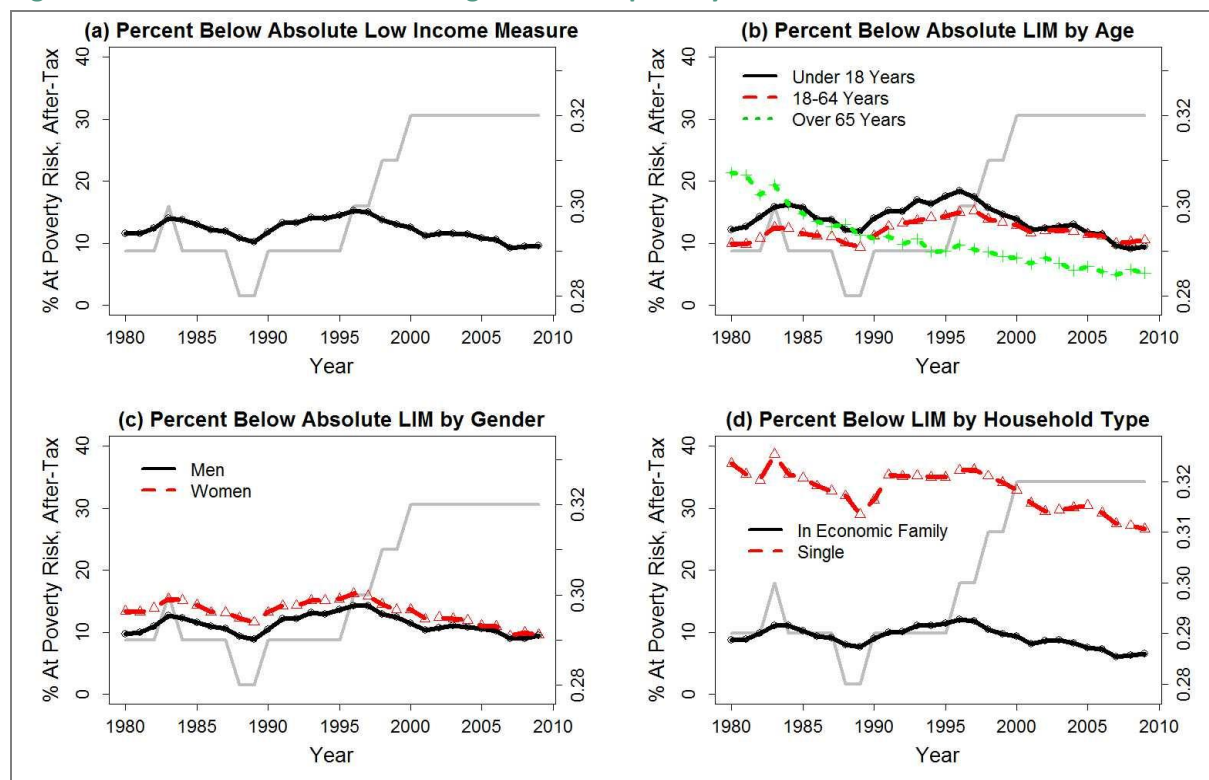 (a) Percent Below Absolute Low Income Measure
% At Poverty Risk, After-Tax
40
30
20
10
0
0.32
0.30
0.28
1980 1985 1990 1995 2000 2005 2010
Year
(b) Percent Below Absolute LIM by Age
% At Poverty Risk, After-Tax
40
30
20
10
0
Under 18 Years
18-64 Years
Over 65 Years
0.32
0.30
0.28
1980 1985 1990 1995 2000 2005 2010
Year
(c) Percent Below Absolute LIM by Gender
% At Poverty Risk, After-Tax
40
30
20
10
0
Men
Women
0.32
0.30
0.28
1980 1985 1990 1995 2000 2005 2010
Year
(d) Percent Below LIM by Household Type
% At Poverty Risk, After-Tax
40
30
20
10
0
In Economic Family
Single
0.32
0.31
0.30
0.29
0.28
1980 1985 1990 1995 2000 2005 2010
Year